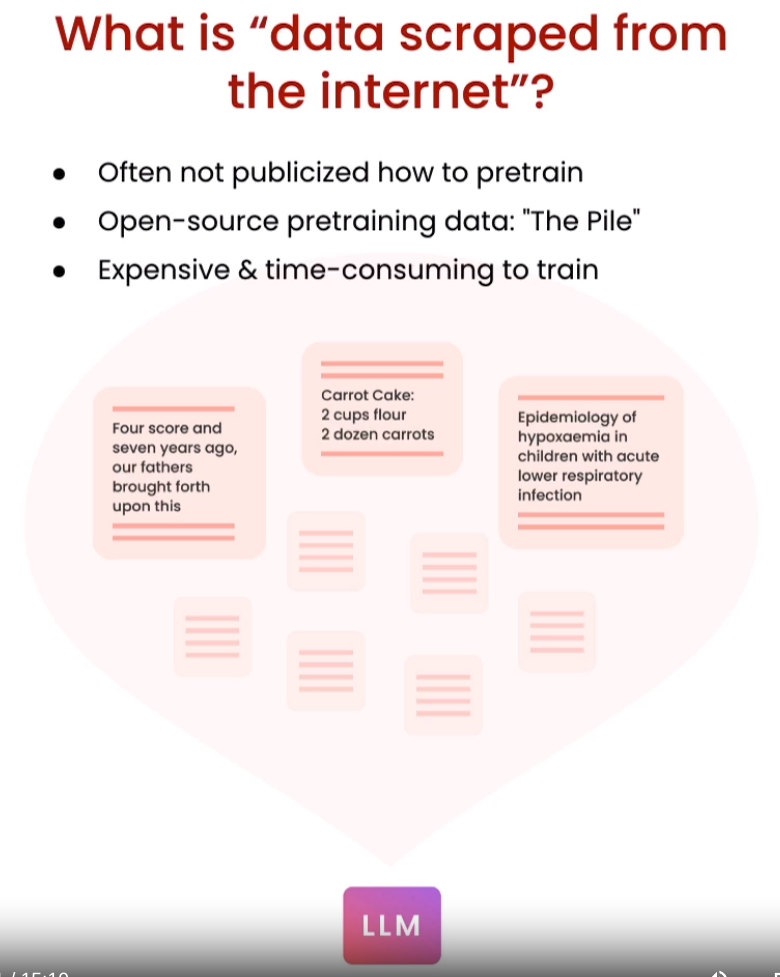 What is “data scraped from
the internet”?
● Often not publicized how to pretrain
● Open-source pretraining data: "The Pile"
● Expensive & time-consuming to train
Four score and
seven years ago,
our fathers
brought forth
upon this
Carrot Cake:
2 cups flour
2 dozen carrots
Epidemiology of
hypoxaemia in
children with acute
lower respiratory
infection
LLM